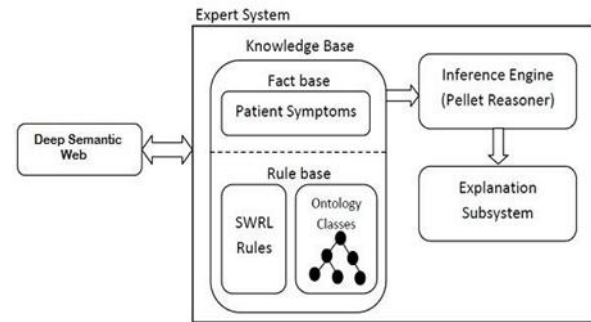 Expert System
Knowledge Base
Fact base
Patient Symptoms
Rule base
SWRL
Rules
Ontology
Classes
Deep Semantic
Web
Inference Engine
(Pellet Reasoner)
Explanation
Subsystem